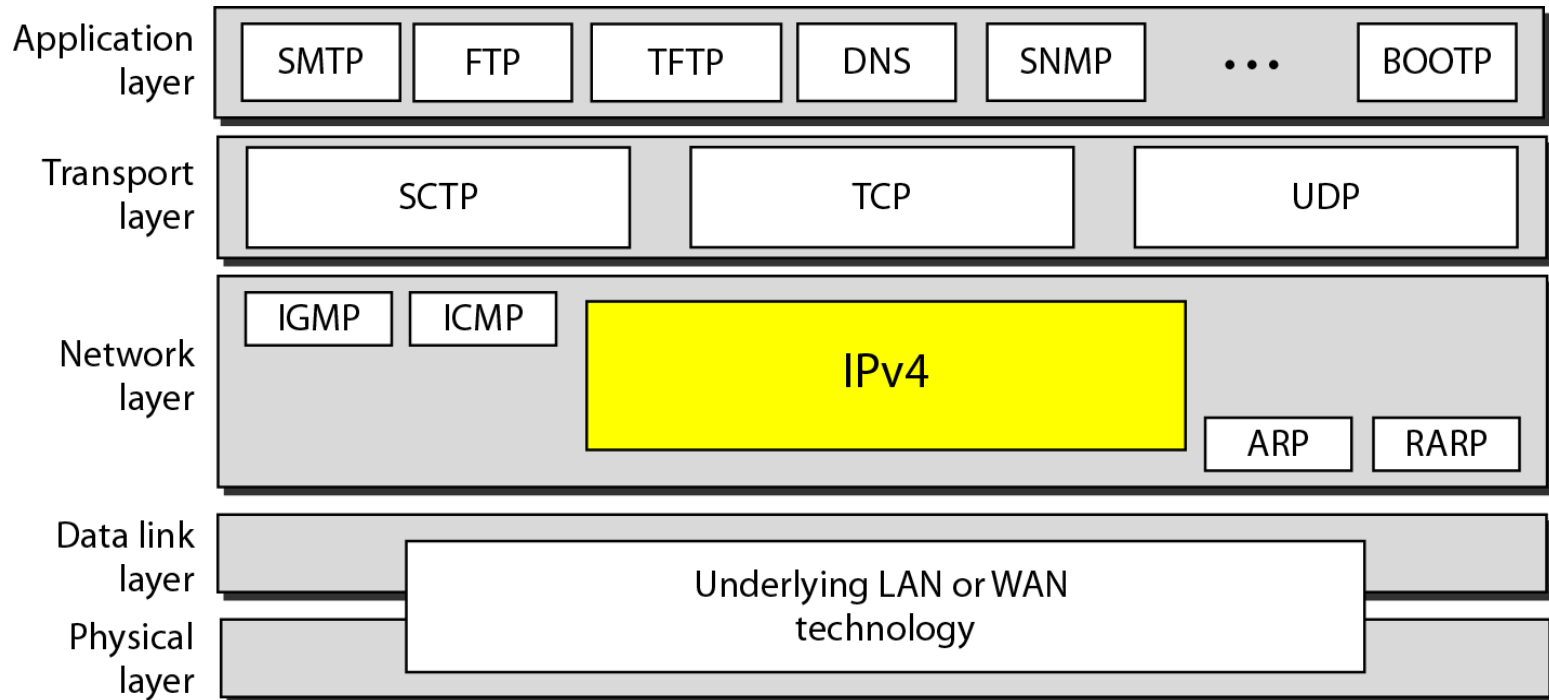 Application
layer
SMTP
FTP
TFTP
DNS
SNMP
...
BOOTP
Transport
layer
SCTP
TCP
UDP
Network
layer
IGMP
ICMP
IPv4
ARP
RARP
Data link
layer
Underlying LAN or WAN
technology
Physical
layer